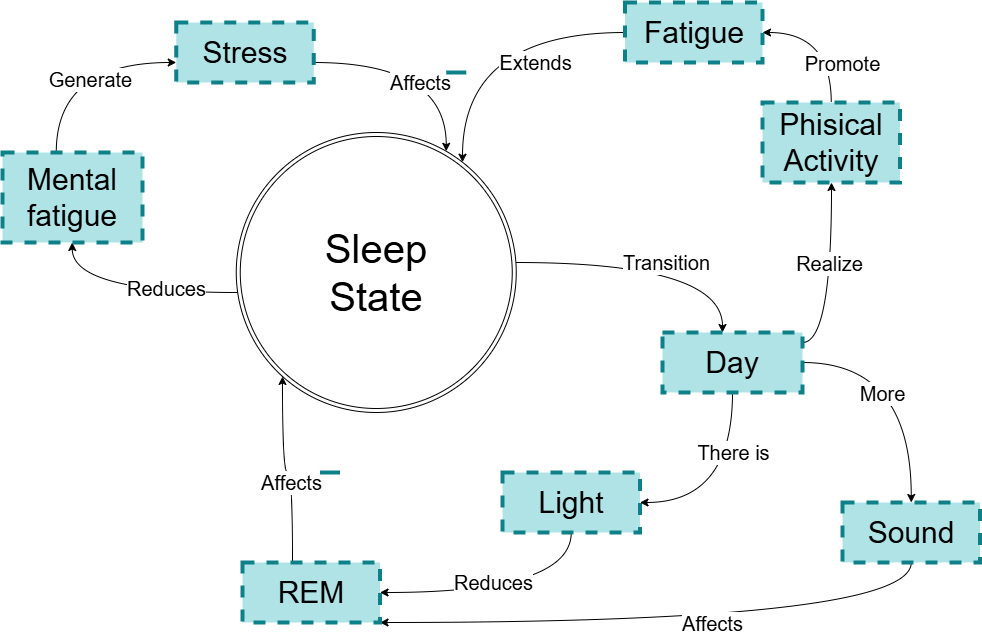 Fatigue
Stress
Extends
Promote
Generate
Affects
Phisical
Activity
Mental
fatigue
Sleep
State
Transition
Realize
Reduces
Day
More
There is
Affects
Light
Sound
Reduces
REM
Affects